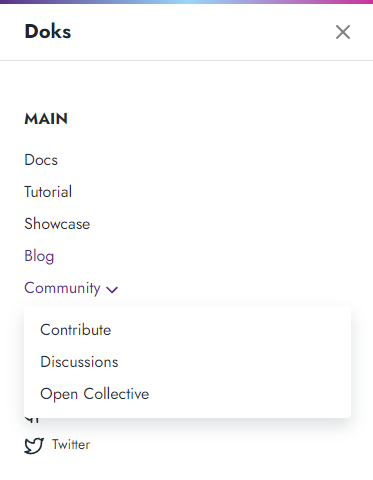 Doks
MAIN
Docs
Tutorial
Showcase
Blog
Community
Contribute
Discussions
Open Collective
Twitter